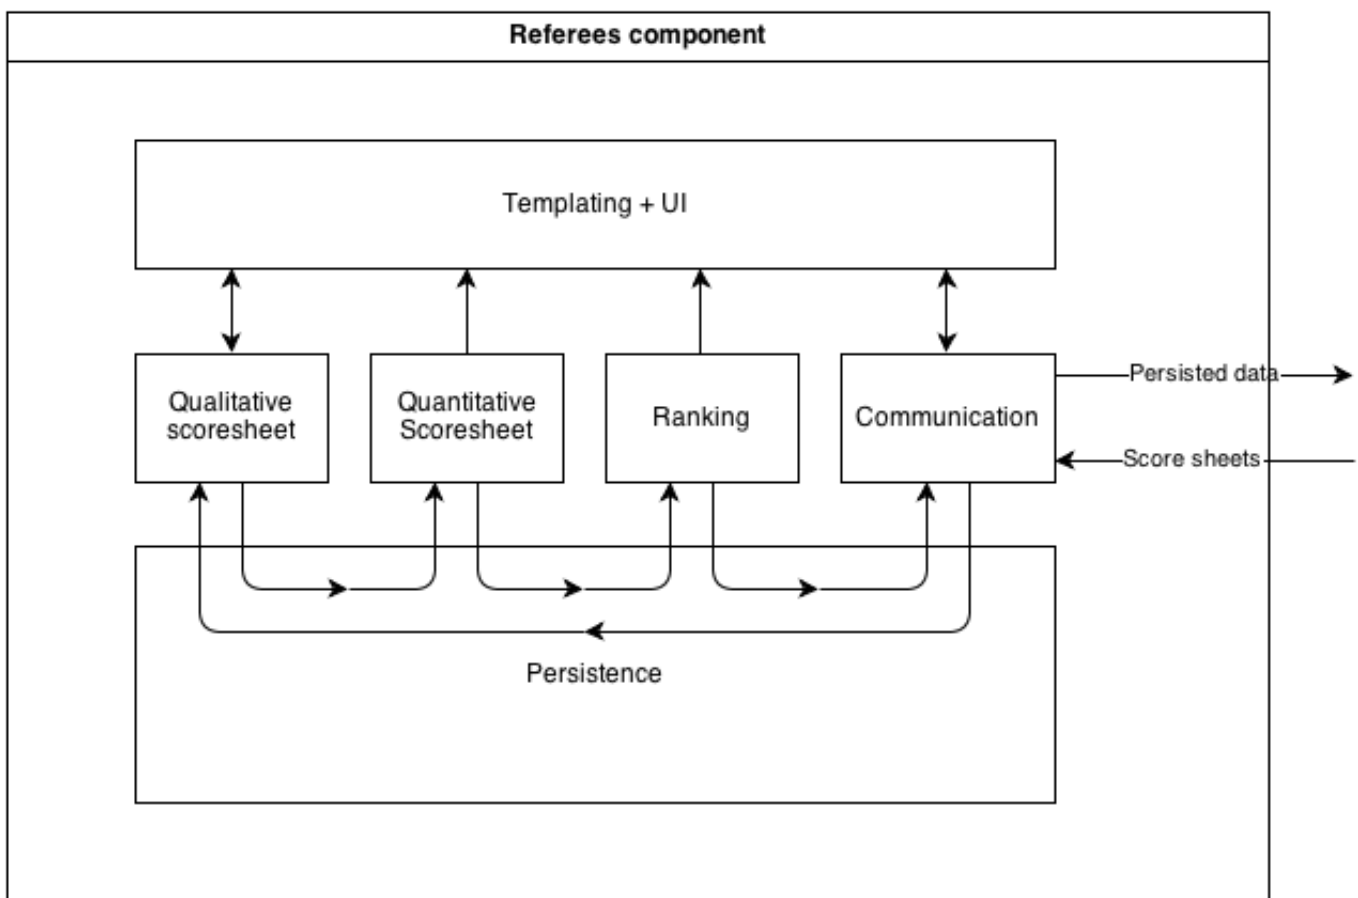 Referees component
Templating + UI
Qualitative
scoresheet
Quantitative
Scoresheet
Ranking
Communication
Persisted data
Score sheets
Persistence